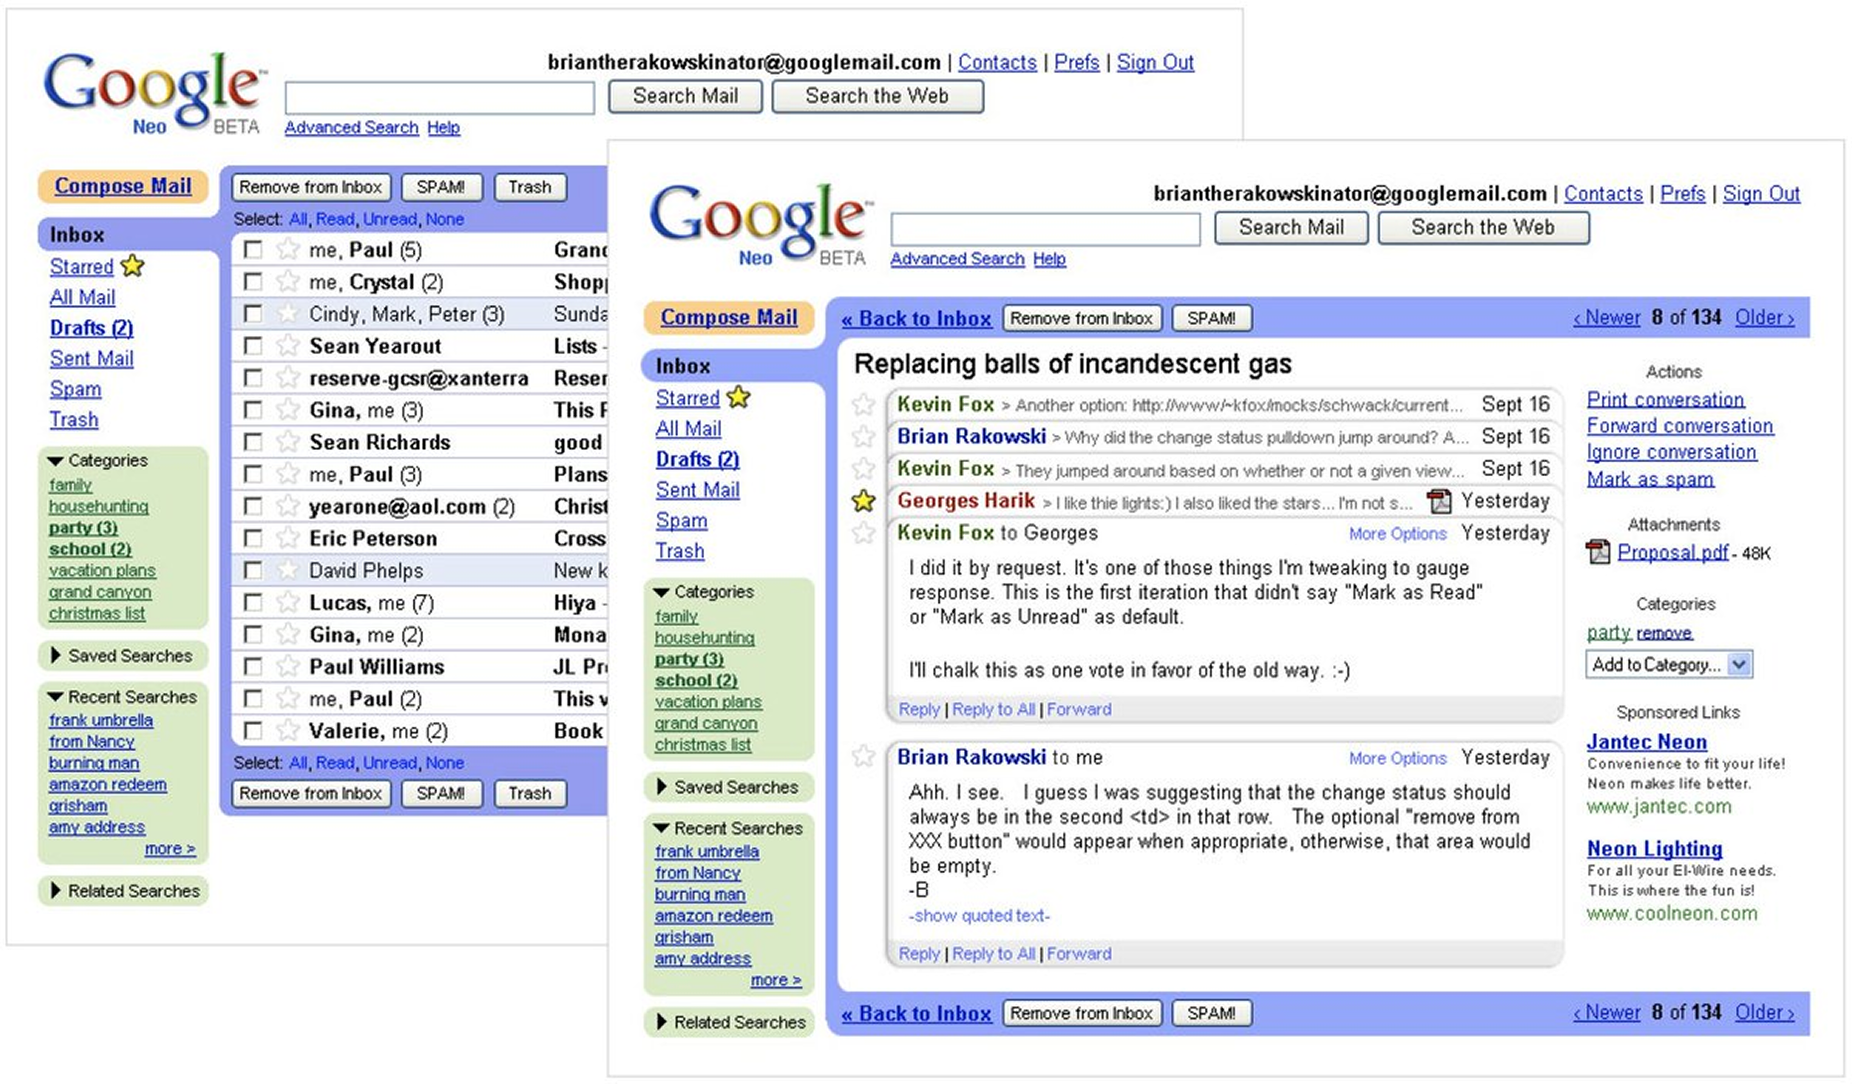 Google™
Neo BETA
briantherakowskinator@googlemail.com | Contacts | Prefs | Sign Out
Search Mail Search the Web
Advanced Search Help
Compose Mail
Inbox
Starred
All Mail
Drafts (2)
Sent Mail
Spam
Trash
Categories
family
househunting
party (3)
school (2)
vacation plans
grand canyon
christmas list
Saved Searches
Recent Searches
frank umbrella
from Nancy
burning man
amazon redeem
grisham
amy address
more >
Related Searches
Remove from Inbox SPAM! Trash
Select: All, Read, Unread, None
me, Paul (5) Granc
me, Crystal (2) Shop
Cindy, Mark, Peter (3) Sunda
Sean Yearout Lists -
reserve-gcsr@xanterra Reser
Gina, me (3) This F
Sean Richards good
me, Paul (3) Plans
yearone@aol.com (2) Christ
Eric Peterson Cross
David Phelps New k
Lucas, me (7) Hiya -
Gina, me (2) Mona
Paul Williams JL Pr
me, Paul (2) This v
Valerie, me (2) Book
Select: All, Read, Unread, None
Remove from Inbox SPAM! Trash
Google™
Neo BETA
briantherakowskinator@googlemail.com | Contacts | Prefs | Sign Out
Search Mail Search the Web
Advanced Search Help
Compose Mail
Inbox
Starred
All Mail
Drafts (2)
Sent Mail
Spam
Trash
Categories
family
househunting
party (3)
school (2)
vacation plans
grand canyon
christmas list
Saved Searches
Recent Searches
frank umbrella
from Nancy
burning man
amazon redeem
grisham
amy address
more >
Related Searches
« Back to Inbox Remove from Inbox SPAM! ‹ Newer 8 of 134 Older ›
Replacing balls of incandescent gas
Kevin Fox > Another option: http://www/~kfox/mocks/schwack/current... Sept 16
Brian Rakowski > Why did the change status pulldown jump around? A... Sept 16
Kevin Fox > They jumped around based on whether or not a given view... Sept 16
Georges Harik > I like thie lights:) I also liked the stars... I'm not s... Yesterday
Kevin Fox to Georges More Options Yesterday
I did it by request. It's one of those things I'm tweaking to gauge
response. This is the first iteration that didn't say "Mark as Read"
or "Mark as Unread" as default.
I'll chalk this as one vote in favor of the old way. :-)
Reply | Reply to All | Forward
Brian Rakowski to me More Options Yesterday
Ahh. I see. I guess I was suggesting that the change status should
always be in the second <td> in that row. The optional "remove from
XXX button" would appear when appropriate, otherwise, that area would
be empty.
-B
-show quoted text-
Reply | Reply to All | Forward
Actions
Print conversation
Forward conversation
Ignore conversation
Mark as spam
Attachments
Proposal.pdf - 48K
Categories
party remove
Add to Category...
Sponsored Links
Jantec Neon
Convenience to fit your life!
Neon makes life better.
www.jantec.com
Neon Lighting
For all your El-Wire needs.
This is where the fun is!
www.coolneon.com
« Back to Inbox Remove from Inbox SPAM! ‹ Newer 8 of 134 Older ›